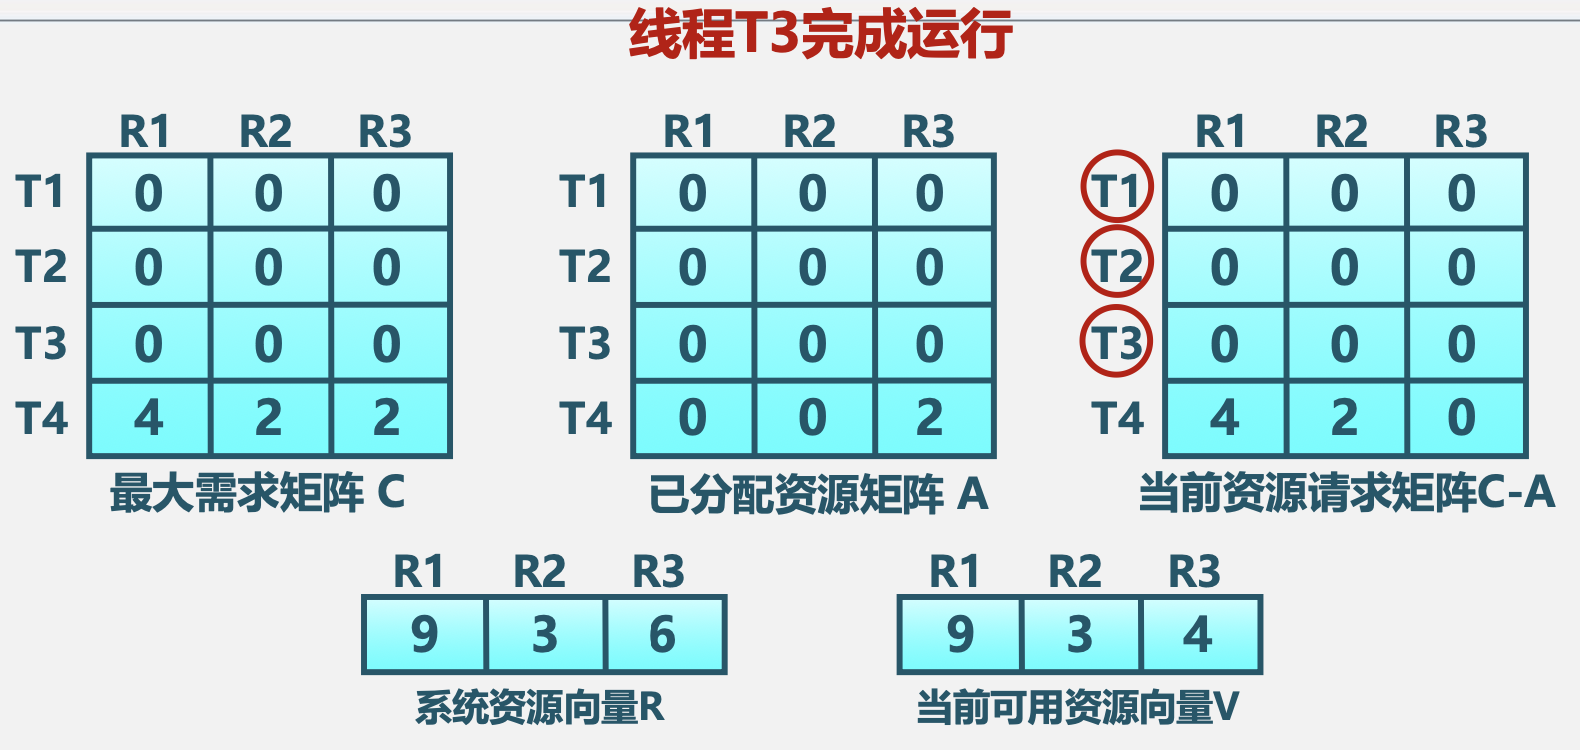 线程T3完成运行
R1 R2 R3 R1 R2 R3 R1 R2 R3
T1 0 0 0 T1 0 0 0 T1 0 0 0
T2 0 0 0 T2 0 0 0 T2 0 0 0
T3 0 0 0 T3 0 0 0 T3 0 0 0
T4 4 2 2 T4 0 0 2 T4 4 2 0
最大需求矩阵 C 已分配资源矩阵 A 当前资源请求矩阵C-A
R1 R2 R3 R1 R2 R3
9 3 6 9 3 4
系统资源向量R 当前可用资源向量V